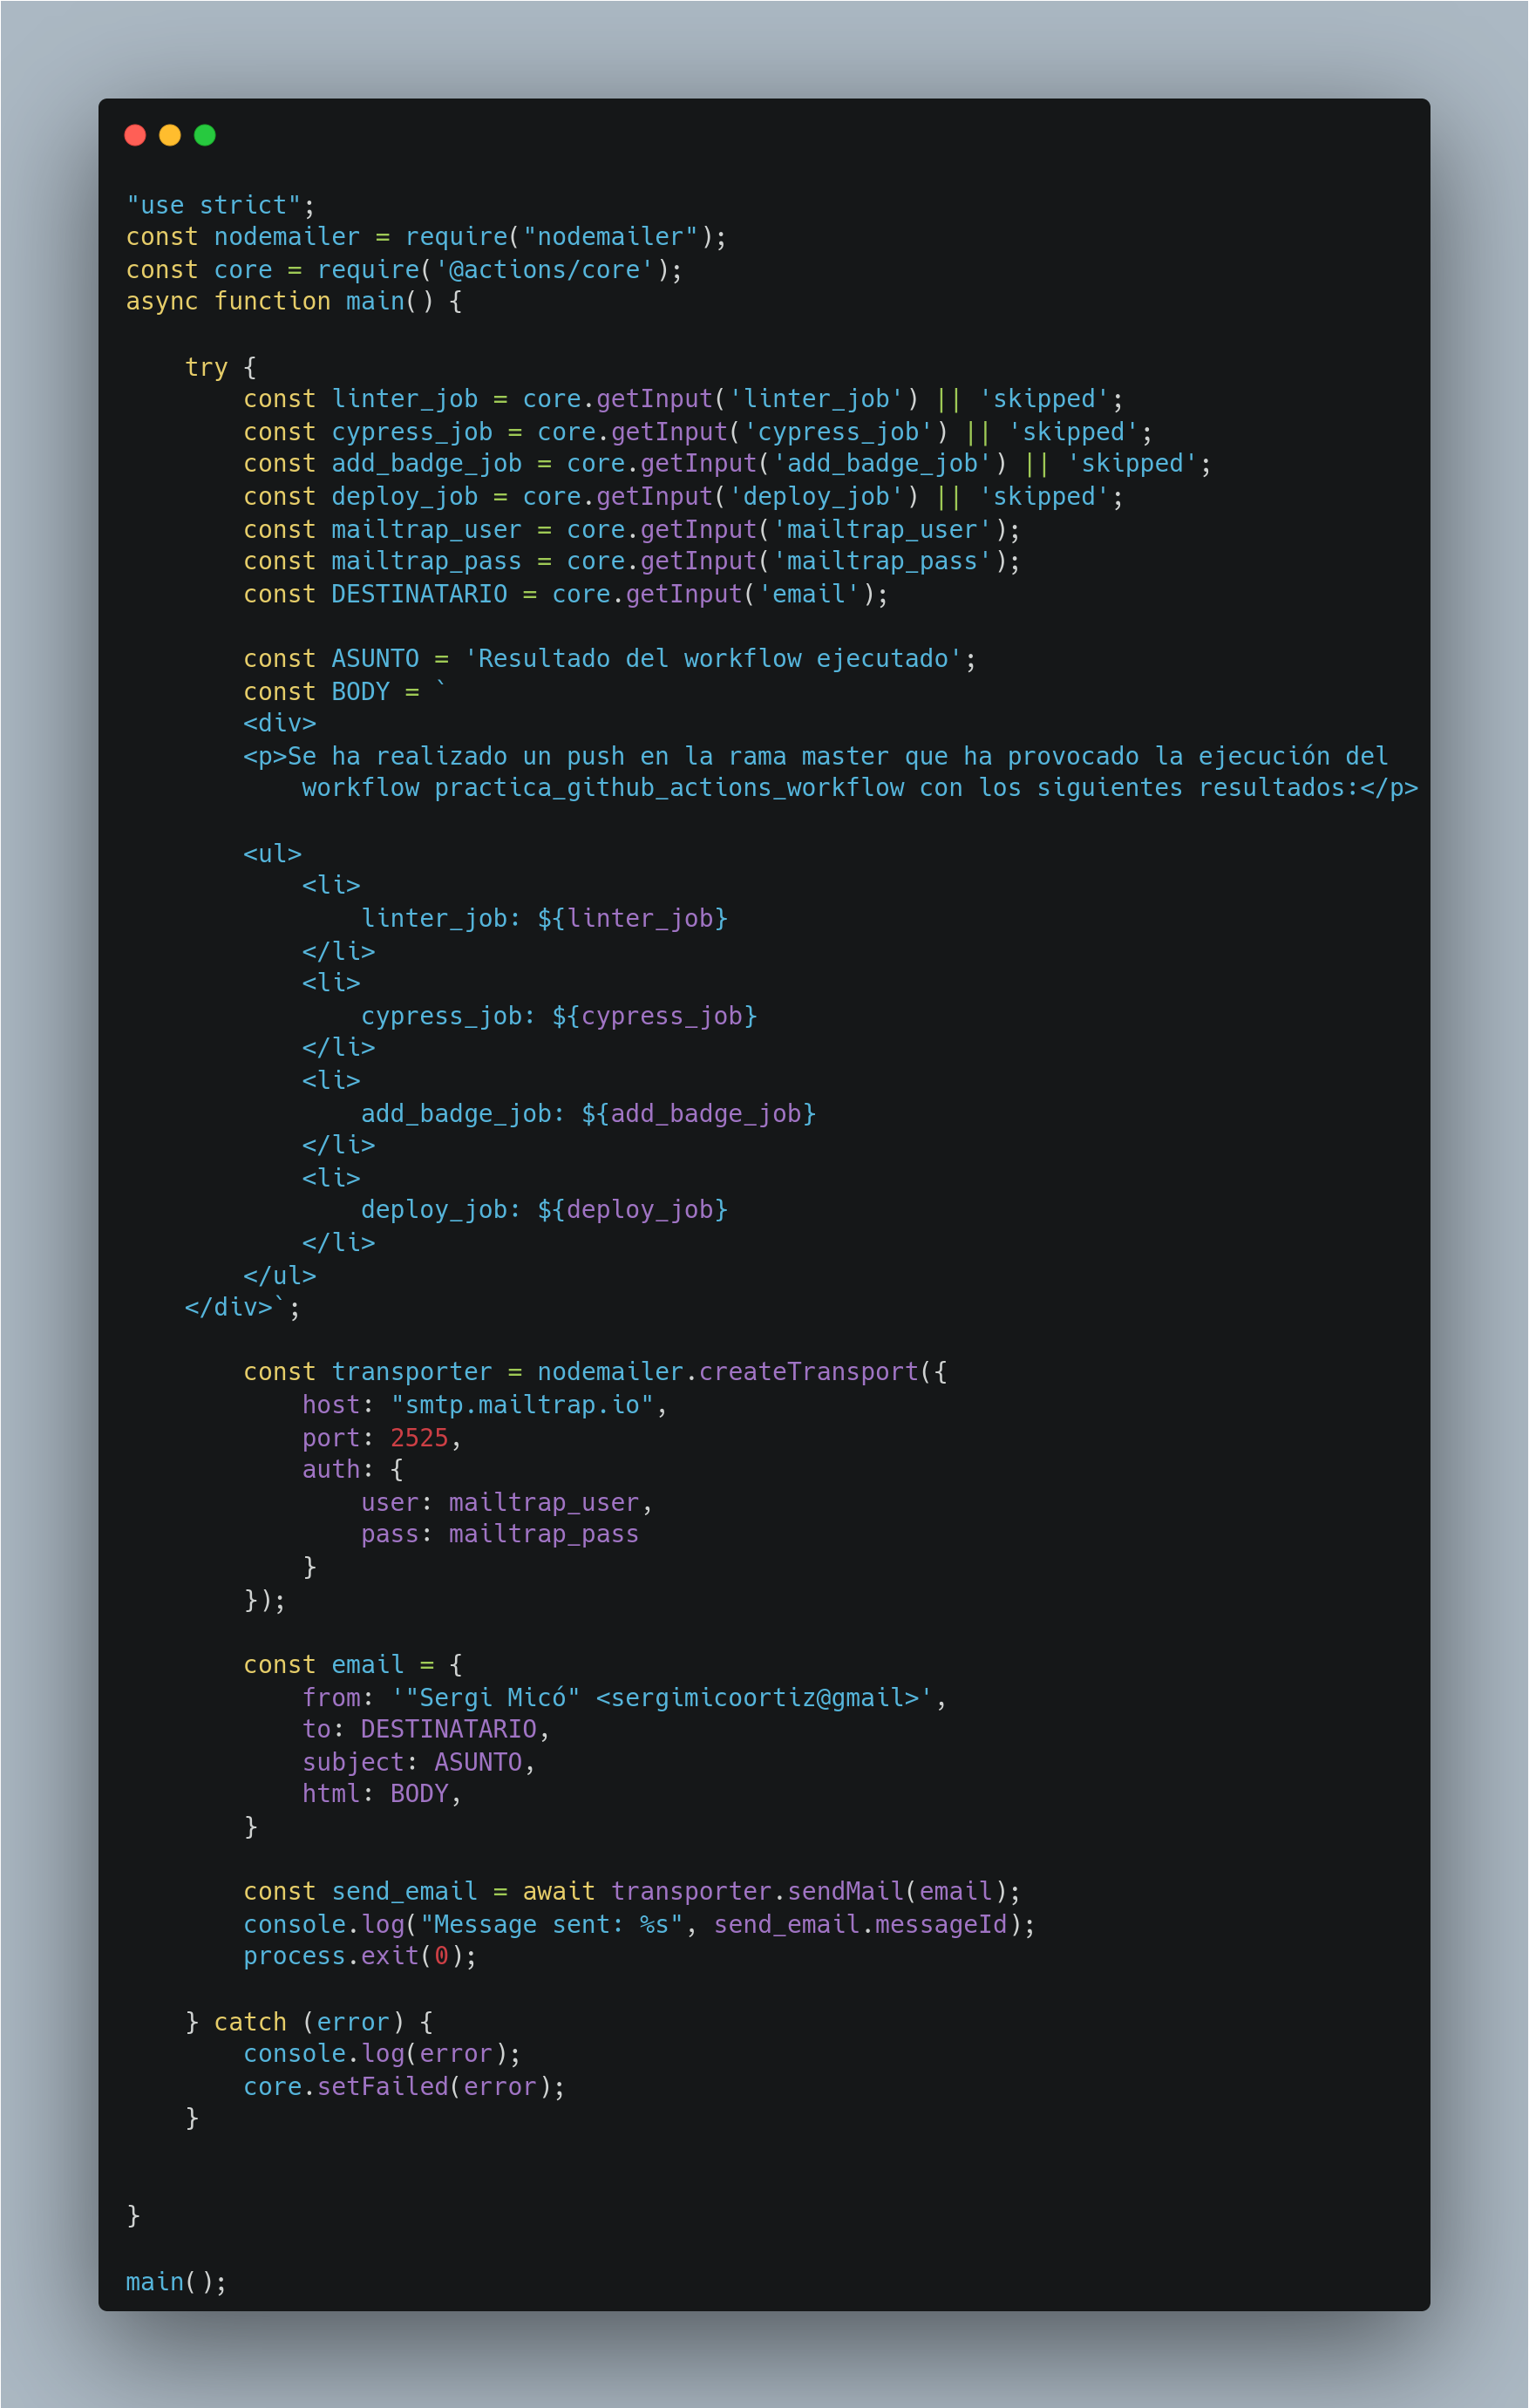 "use strict";
const nodemailer = require("nodemailer");
const core = require('@actions/core');
async function main() {

    try {
        const linter_job = core.getInput('linter_job') || 'skipped';
        const cypress_job = core.getInput('cypress_job') || 'skipped';
        const add_badge_job = core.getInput('add_badge_job') || 'skipped';
        const deploy_job = core.getInput('deploy_job') || 'skipped';
        const mailtrap_user = core.getInput('mailtrap_user');
        const mailtrap_pass = core.getInput('mailtrap_pass');
        const DESTINATARIO = core.getInput('email');

        const ASUNTO = 'Resultado del workflow ejecutado';
        const BODY = `
        <div>
        <p>Se ha realizado un push en la rama master que ha provocado la ejecución del
            workflow practica_github_actions_workflow con los siguientes resultados:</p>

        <ul>
            <li>
                linter_job: ${linter_job}
            </li>
            <li>
                cypress_job: ${cypress_job}
            </li>
            <li>
                add_badge_job: ${add_badge_job}
            </li>
            <li>
                deploy_job: ${deploy_job}
            </li>
        </ul>
    </div>`;

        const transporter = nodemailer.createTransport({
            host: "smtp.mailtrap.io",
            port: 2525,
            auth: {
                user: mailtrap_user,
                pass: mailtrap_pass
            }
        });

        const email = {
            from: '"Sergi Micó" <sergimicoortiz@gmail>',
            to: DESTINATARIO,
            subject: ASUNTO,
            html: BODY,
        }

        const send_email = await transporter.sendMail(email);
        console.log("Message sent: %s", send_email.messageId);
        process.exit(0);

    } catch (error) {
        console.log(error);
        core.setFailed(error);
    }


}

main();